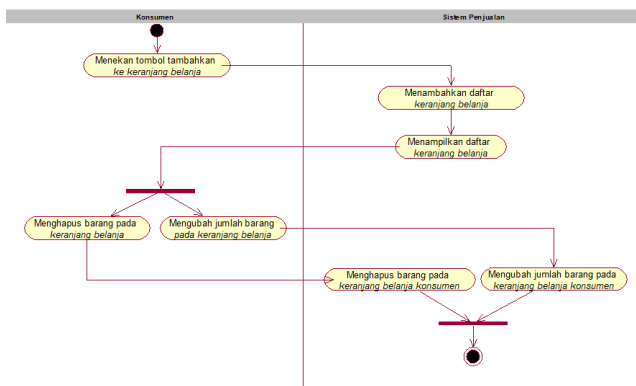 Konsumen
Sistem Penjualan
Menekan tombol tambahkan
ke keranjang belanja
Menambahkan daftar
keranjang belanja
Menampilkan daftar
keranjang belanja
Menghapus barang pada
keranjang belanja
Mengubah jumlah barang
pada keranjang belanja
Menghapus barang pada
keranjang belanja konsumen
Mengubah jumlah barang pada
keranjang belanja konsumen